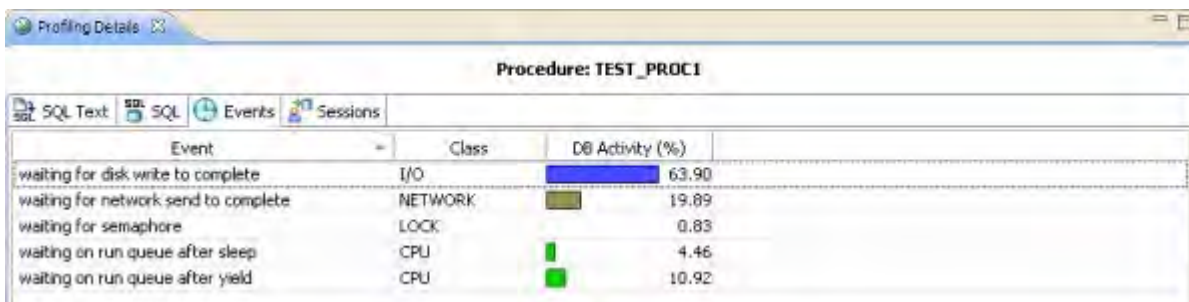 Profiling Details
Procedure: TEST_PROC1
SQL Text SQL Events Sessions
Event Class DB Activity (%)
waiting for disk write to complete I/O 63.90
waiting for network send to complete NETWORK 19.89
waiting for semaphore LOCK 0.83
waiting on run queue after sleep CPU 4.46
waiting on run queue after yield CPU 10.92